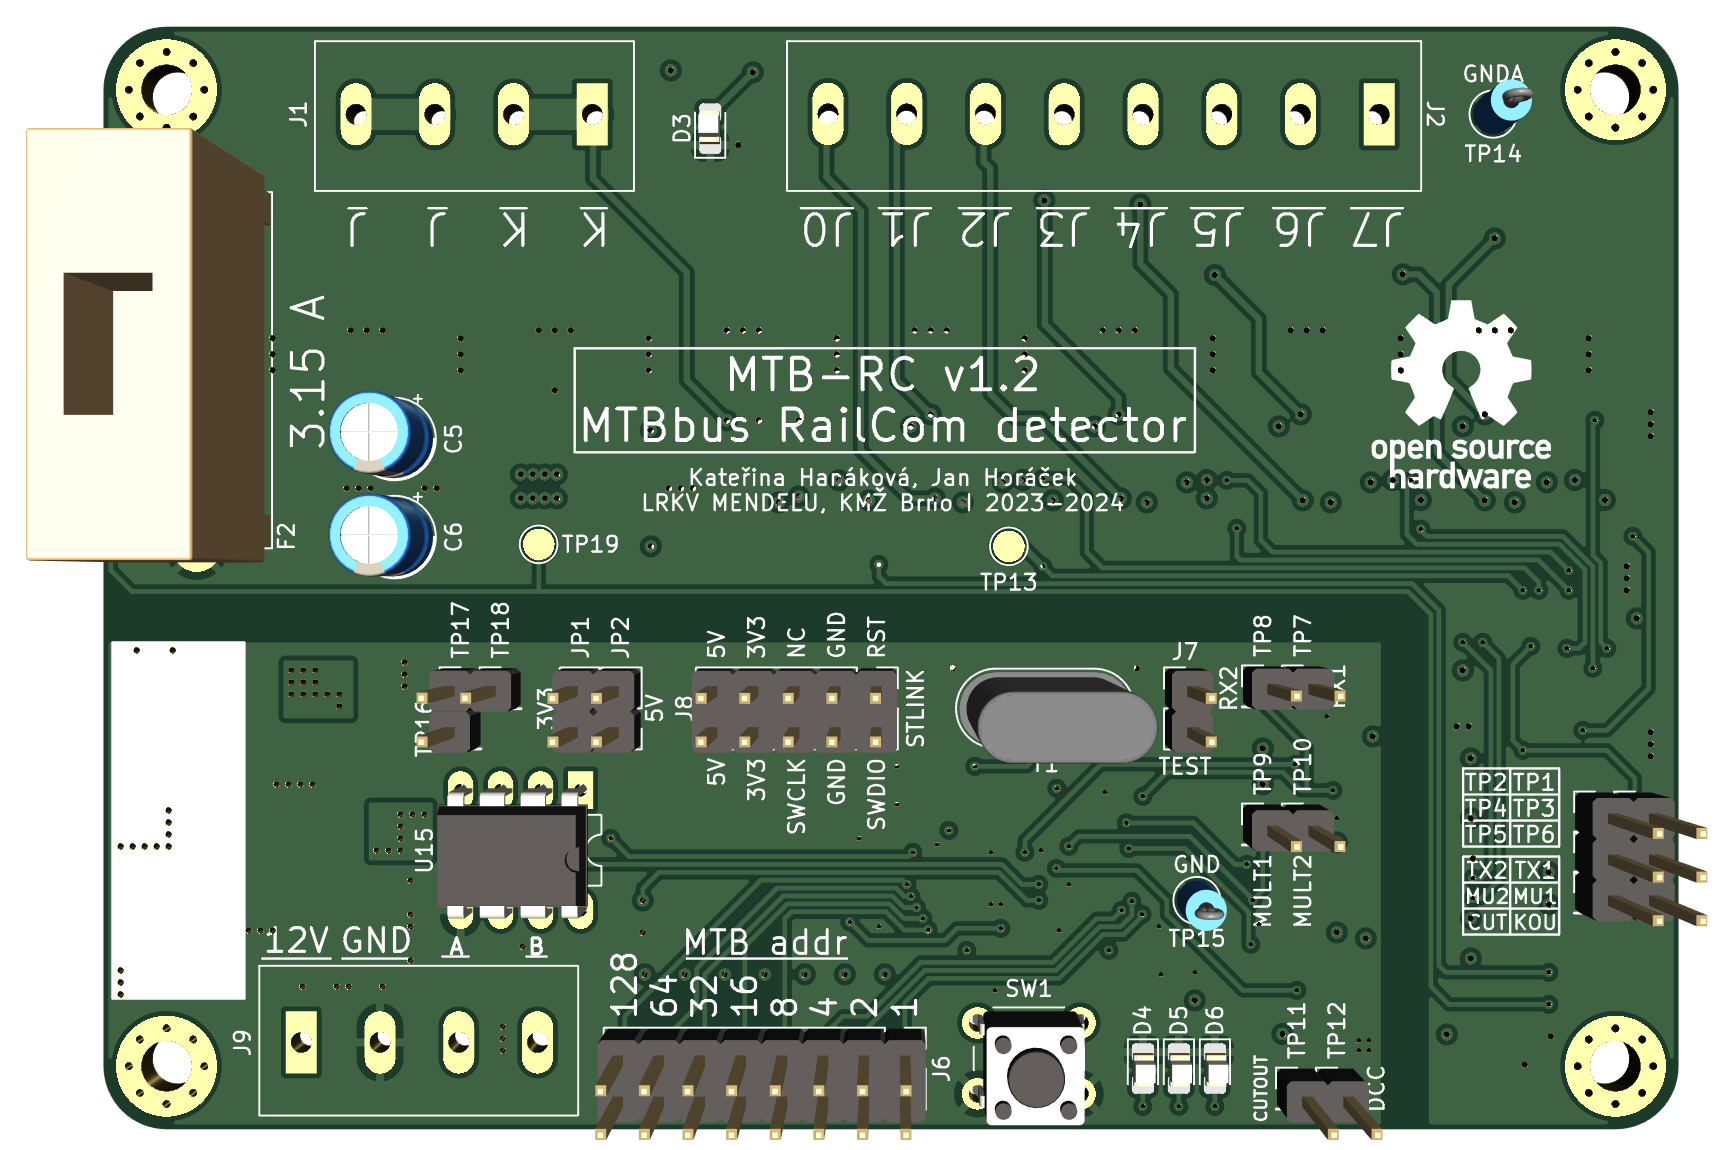 GNDA
J1
D3
J2
TP14
J J K K
J0 J1 J2 J3 J4 J5 J6 J7
3.15 A
MTB-RC v1.2
MTBbus RailCom detector
Kateřina Hanáková, Jan Horáček
LRKV MENDELU, KMŽ Brno | 2023-2024
open source
hardware
C5
C6
F2
TP19
TP13
TP17 TP18
JP1 JP2
5V 3V3 NC GND RST
TP8 TP7
J7
TP16
3V3
5V
J8
STLINK
RX2
RX1
Y1
TEST
5V 3V3 SWCLK GND SWDIO
TP9 TP10
TP2 TP1
TP4 TP3
TP5 TP6
TX2 TX1
MU2 MU1
CUT KOU
U15
GND
TP15
MULT1 MULT2
12V GND
A B
MTB addr
128 64 32 16 8 4 2 1
SW1
J9
J6
D4 D5 D6
TP11 TP12
CUTOUT
DCC